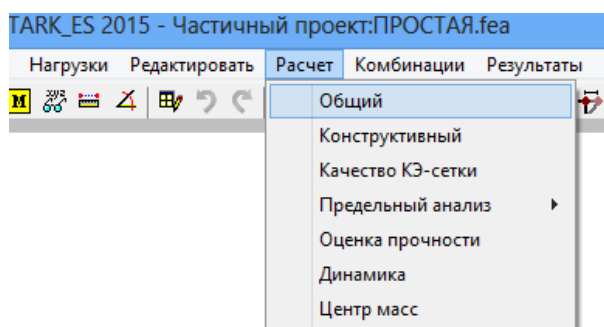 TARK_ES 2015 - Частичный проект:ПРОСТАЯ.fea
Нагрузки Редактировать Расчет Комбинации Результаты
M xyz
Общий
Конструктивный
Качество КЭ-сетки
Предельный анализ
Оценка прочности
Динамика
Центр масс